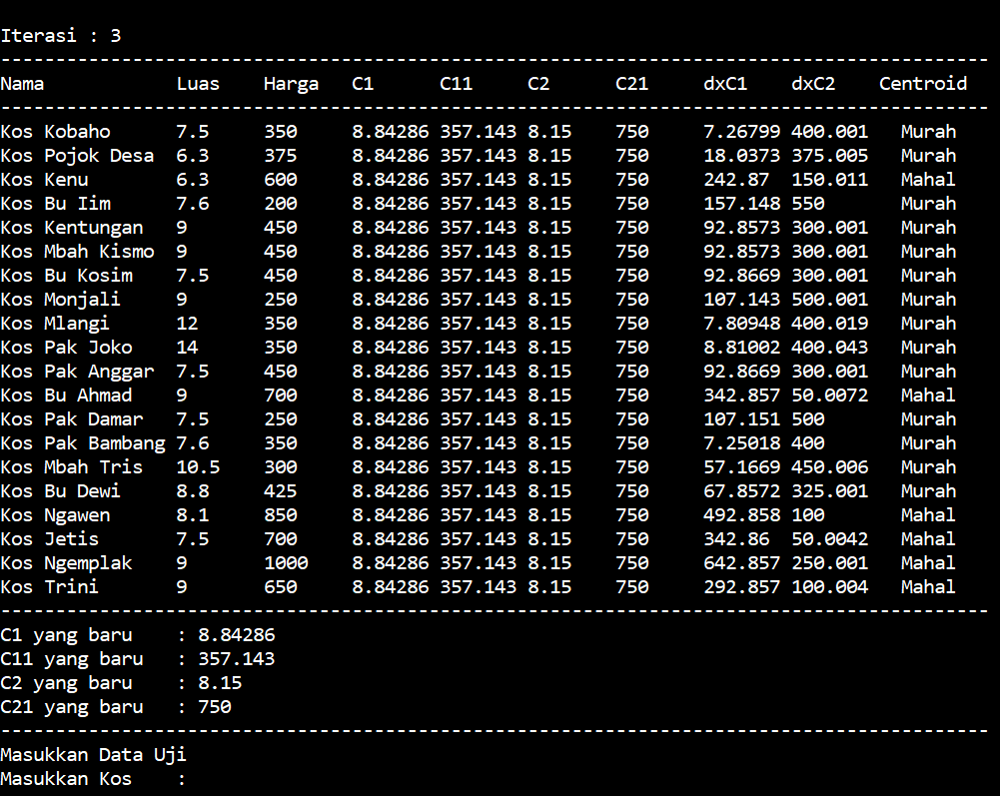 Iterasi : 3
------------------------------------------------------------------------------------------
Nama            Luas    Harga   C1      C11     C2      C21     dxC1    dxC2    Centroid
------------------------------------------------------------------------------------------
Kos Kobaho      7.5     350     8.84286 357.143 8.15    750     7.26799 400.001   Murah
Kos Pojok Desa  6.3     375     8.84286 357.143 8.15    750     18.0373 375.005   Murah
Kos Kenu        6.3     600     8.84286 357.143 8.15    750     242.87  150.011   Mahal
Kos Bu Iim      7.6     200     8.84286 357.143 8.15    750     157.148 550       Murah
Kos Kentungan   9       450     8.84286 357.143 8.15    750     92.8573 300.001   Murah
Kos Mbah Kismo  9       450     8.84286 357.143 8.15    750     92.8573 300.001   Murah
Kos Bu Kosim    7.5     450     8.84286 357.143 8.15    750     92.8669 300.001   Murah
Kos Monjali     9       250     8.84286 357.143 8.15    750     107.143 500.001   Murah
Kos Mlangi      12      350     8.84286 357.143 8.15    750     7.80948 400.019   Murah
Kos Pak Joko    14      350     8.84286 357.143 8.15    750     8.81002 400.043   Murah
Kos Pak Anggar  7.5     450     8.84286 357.143 8.15    750     92.8669 300.001   Murah
Kos Bu Ahmad    9       700     8.84286 357.143 8.15    750     342.857 50.0072   Mahal
Kos Pak Damar   7.5     250     8.84286 357.143 8.15    750     107.151 500       Murah
Kos Pak Bambang 7.6     350     8.84286 357.143 8.15    750     7.25018 400       Murah
Kos Mbah Tris   10.5    300     8.84286 357.143 8.15    750     57.1669 450.006   Murah
Kos Bu Dewi     8.8     425     8.84286 357.143 8.15    750     67.8572 325.001   Murah
Kos Ngawen      8.1     850     8.84286 357.143 8.15    750     492.858 100       Mahal
Kos Jetis       7.5     700     8.84286 357.143 8.15    750     342.86  50.0042   Mahal
Kos Ngemplak    9       1000    8.84286 357.143 8.15    750     642.857 250.001   Mahal
Kos Trini       9       650     8.84286 357.143 8.15    750     292.857 100.004   Mahal
------------------------------------------------------------------------------------------
C1 yang baru    : 8.84286
C11 yang baru   : 357.143
C2 yang baru    : 8.15
C21 yang baru   : 750
------------------------------------------------------------------------------------------
Masukkan Data Uji
Masukkan Kos    :